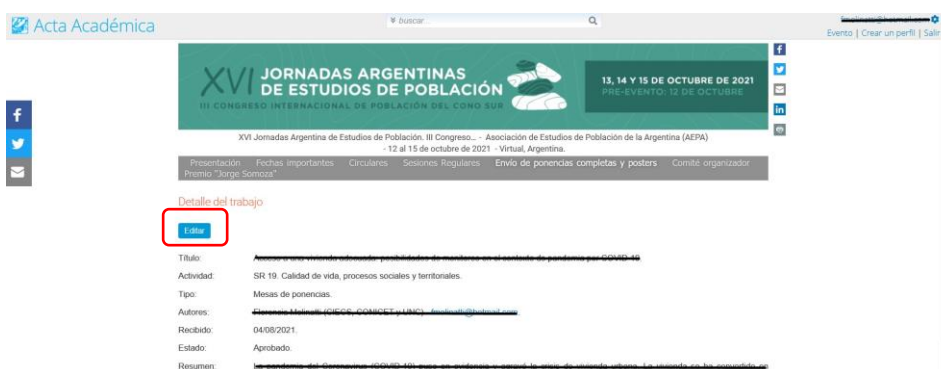 Acta Académica
buscar...
Evento | Crear un perfil | Salir
XVI JORNADAS ARGENTINAS
DE ESTUDIOS DE POBLACIÓN
III CONGRESO INTERNACIONAL DE POBLACIÓN DEL CONO SUR
13, 14 Y 15 DE OCTUBRE DE 2021
PRE-EVENTO: 12 DE OCTUBRE
XVI Jornadas Argentina de Estudios de Población. III Congreso... - Asociación de Estudios de Población de la Argentina (AEPA)
- 12 al 15 de octubre de 2021 - Virtual, Argentina.
Presentación Fechas importantes Circulares Sesiones Regulares Envío de ponencias completas y posters Comité organizador
Premio "Jorge Somoza"
Detalle del trabajo
Editar
Título:
Actividad: SR 19. Calidad de vida, procesos sociales y territoriales.
Tipo: Mesas de ponencias.
Autores:
Recibido: 04/08/2021.
Estado: Aprobado.
Resumen: